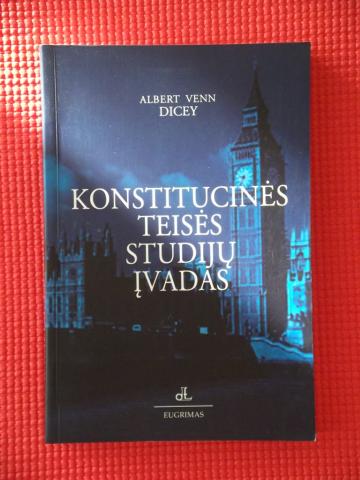 ALBERT VENN
DICEY
KONSTITUCINĖS
TEISĖS
STUDIJŲ
ĮVADAS
EUGRIMAS